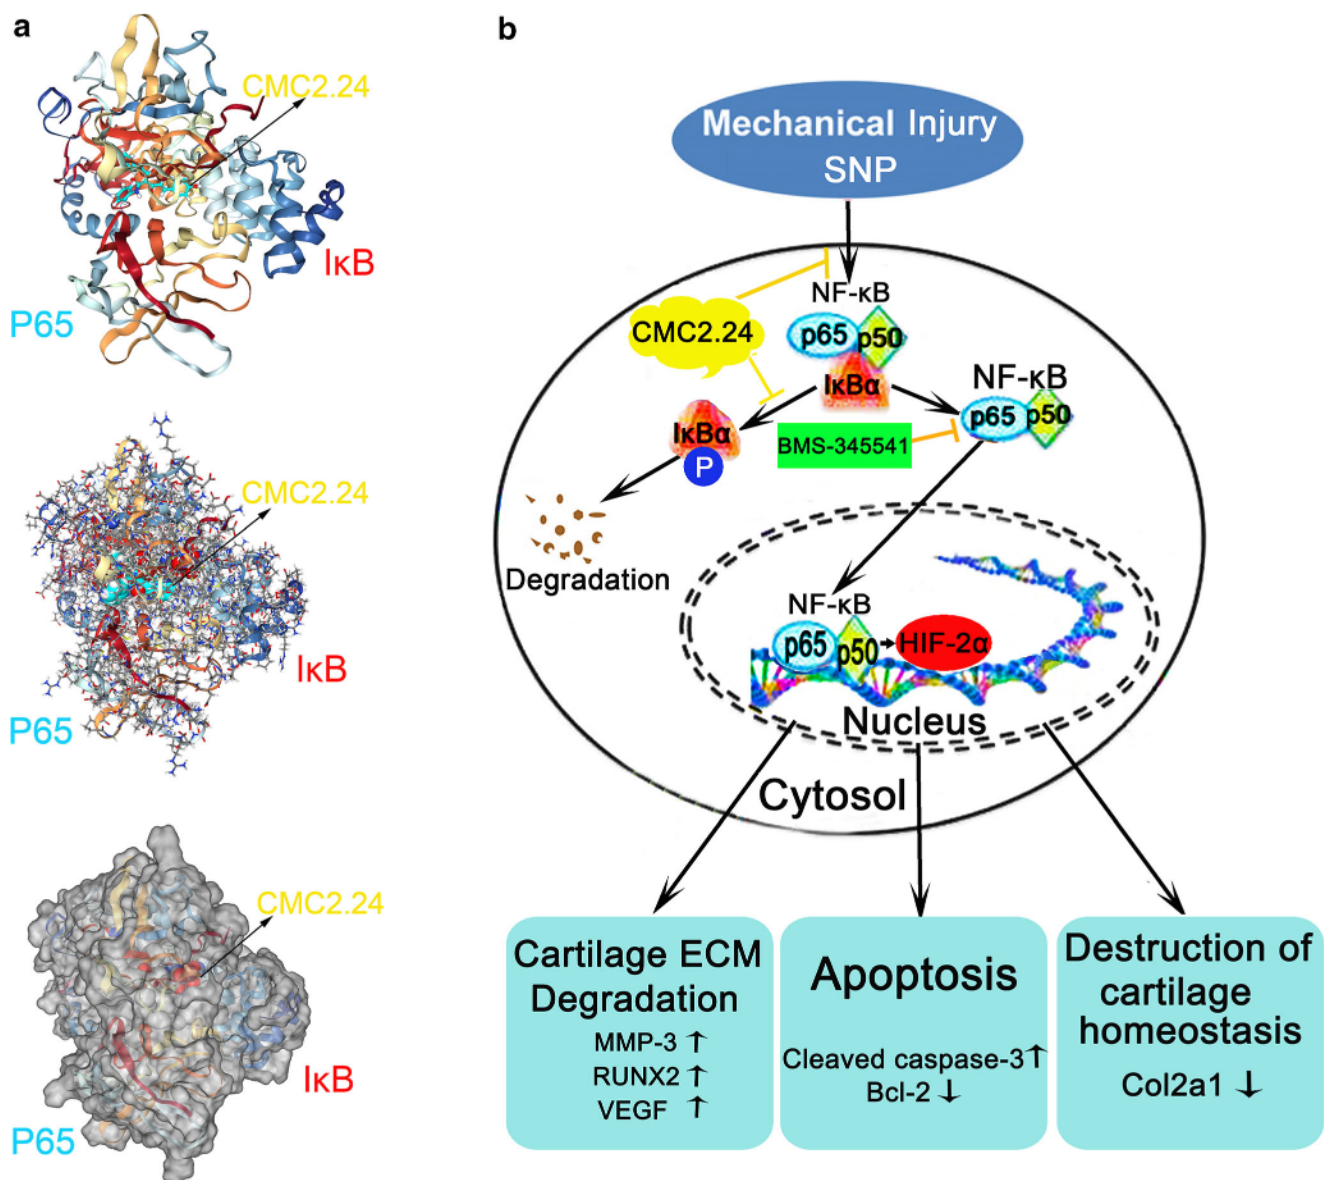 a
CMC2.24
IκB
P65
CMC2.24
IκB
P65
CMC2.24
IκB
P65
b
Mechanical Injury
SNP
NF-κB
p65 p50
CMC2.24
IκBα
NF-κB
p65 p50
IκBα
P
BMS-345541
Degradation
NF-κB
p65 p50
HIF-2α
Nucleus
Cytosol
Cartilage ECM
Degradation
MMP-3 ↑
RUNX2 ↑
VEGF ↑
Apoptosis
Cleaved caspase-3↑
Bcl-2 ↓
Destruction of
cartilage
homeostasis
Col2a1 ↓